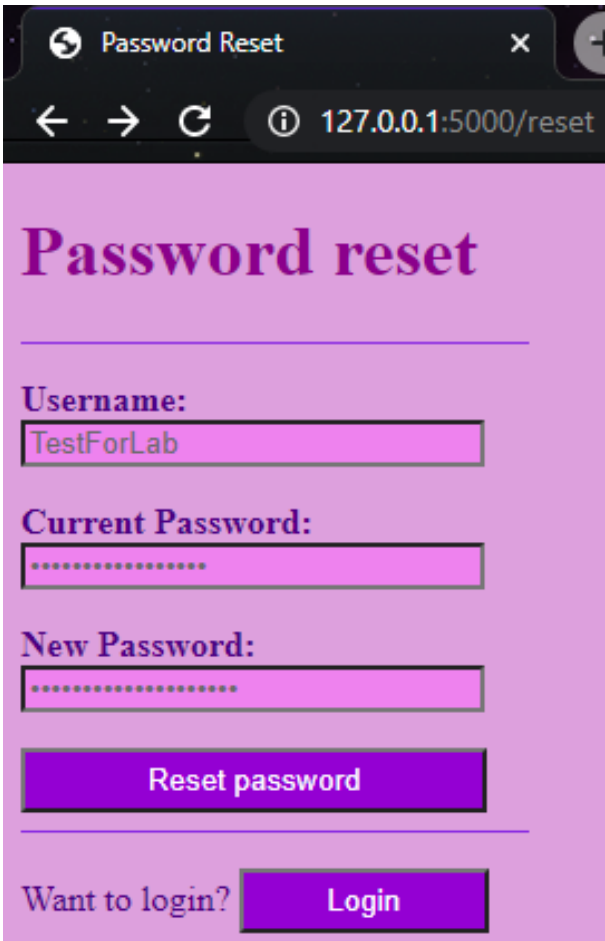 Password Reset
127.0.0.1:5000/reset
Password reset
Username:
TestForLab
Current Password:
•••••••••••••••••
New Password:
••••••••••••••••••••
Reset password
Want to login? Login